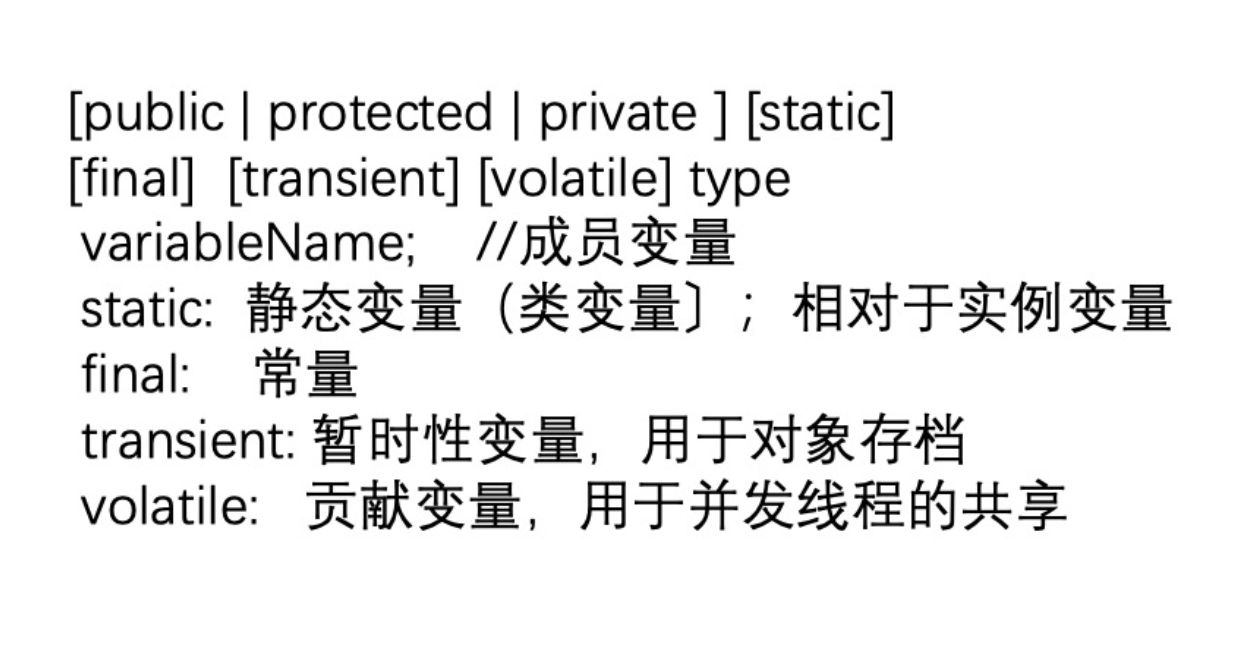 [public | protected | private ] [static]
[final]  [transient] [volatile] type
variableName;    //成员变量
static:  静态变量（类变量〕；相对于实例变量
final:    常量
transient: 暂时性变量，用于对象存档
volatile:   贡献变量，用于并发线程的共享